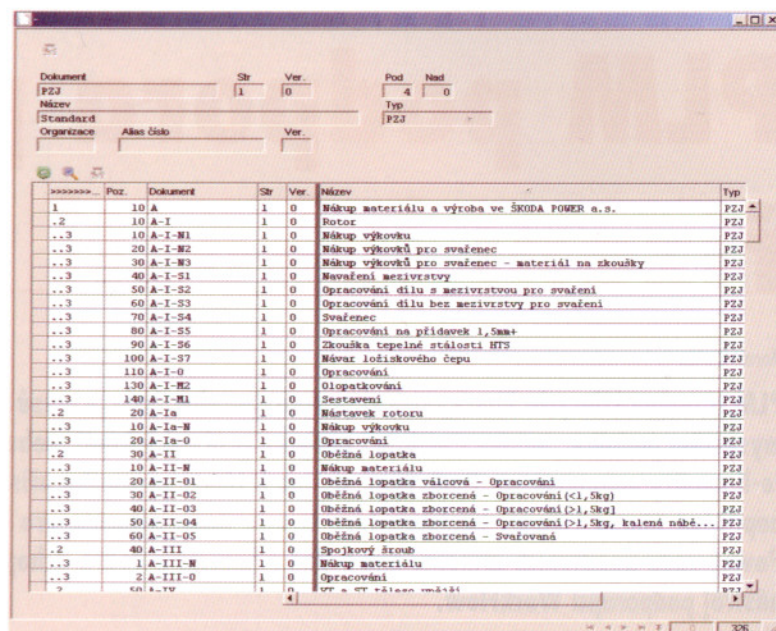 Dokument Str Ver. Pod Nad
PZJ 1 0 4 0
Název Typ
Standard PZJ
Organizace Alias číslo Ver.
>>>>>>>... Poz. Dokument Str Ver. Název Typ
1 10 A 1 0 Nákup materiálu a výroba ve ŠKODA POWER a.s. PZJ
.2 10 A-I 1 0 Rotor PZJ
..3 10 A-I-N1 1 0 Nákup výkovku PZJ
..3 20 A-I-N2 1 0 Nákup výkovků pro svařenec PZJ
..3 30 A-I-N3 1 0 Nákup výkovků pro svařenec - materiál na zkoušky PZJ
..3 40 A-I-S1 1 0 Navaření mezivrstvy PZJ
..3 50 A-I-S2 1 0 Opracování dílu s mezivrstvou pro svaření PZJ
..3 60 A-I-S3 1 0 Opracování dílu bez mezivrstvy pro svaření PZJ
..3 70 A-I-S4 1 0 Svařenec PZJ
..3 80 A-I-S5 1 0 Opracování na přídavek 1,5mm+ PZJ
..3 90 A-I-S6 1 0 Zkouška tepelné stálosti HTS PZJ
..3 100 A-I-S7 1 0 Návar ložiskového čepu PZJ
..3 110 A-I-O 1 0 Opracování PZJ
..3 130 A-I-M2 1 0 Olopatkování PZJ
..3 140 A-I-M1 1 0 Sestavení PZJ
.2 20 A-Ia 1 0 Nástavek rotoru PZJ
..3 10 A-Ia-N 1 0 Nákup výkovku PZJ
..3 20 A-Ia-O 1 0 Opracování PZJ
.2 30 A-II 1 0 Oběžná lopatka PZJ
..3 10 A-II-N 1 0 Nákup materiálu PZJ
..3 20 A-II-O1 1 0 Oběžná lopatka válcová - Opracování PZJ
..3 30 A-II-O2 1 0 Oběžná lopatka zborcená - Opracování(<1,5kg) PZJ
..3 40 A-II-O3 1 0 Oběžná lopatka zborcená - Opracování(>1,5kg] PZJ
..3 50 A-II-O4 1 0 Oběžná lopatka zborcená - Opracování(>1,5kg, kalená nábě... PZJ
..3 60 A-II-O5 1 0 Oběžná lopatka zborcená - Svařovaná PZJ
.2 40 A-III 1 0 Spojkový šroub PZJ
..3 1 A-III-N 1 0 Nákup materiálu PZJ
..3 2 A-III-O 1 0 Opracování PZJ
.2 50 A-IV 1 0 VT a ST těleso vnější PZJ
0 326